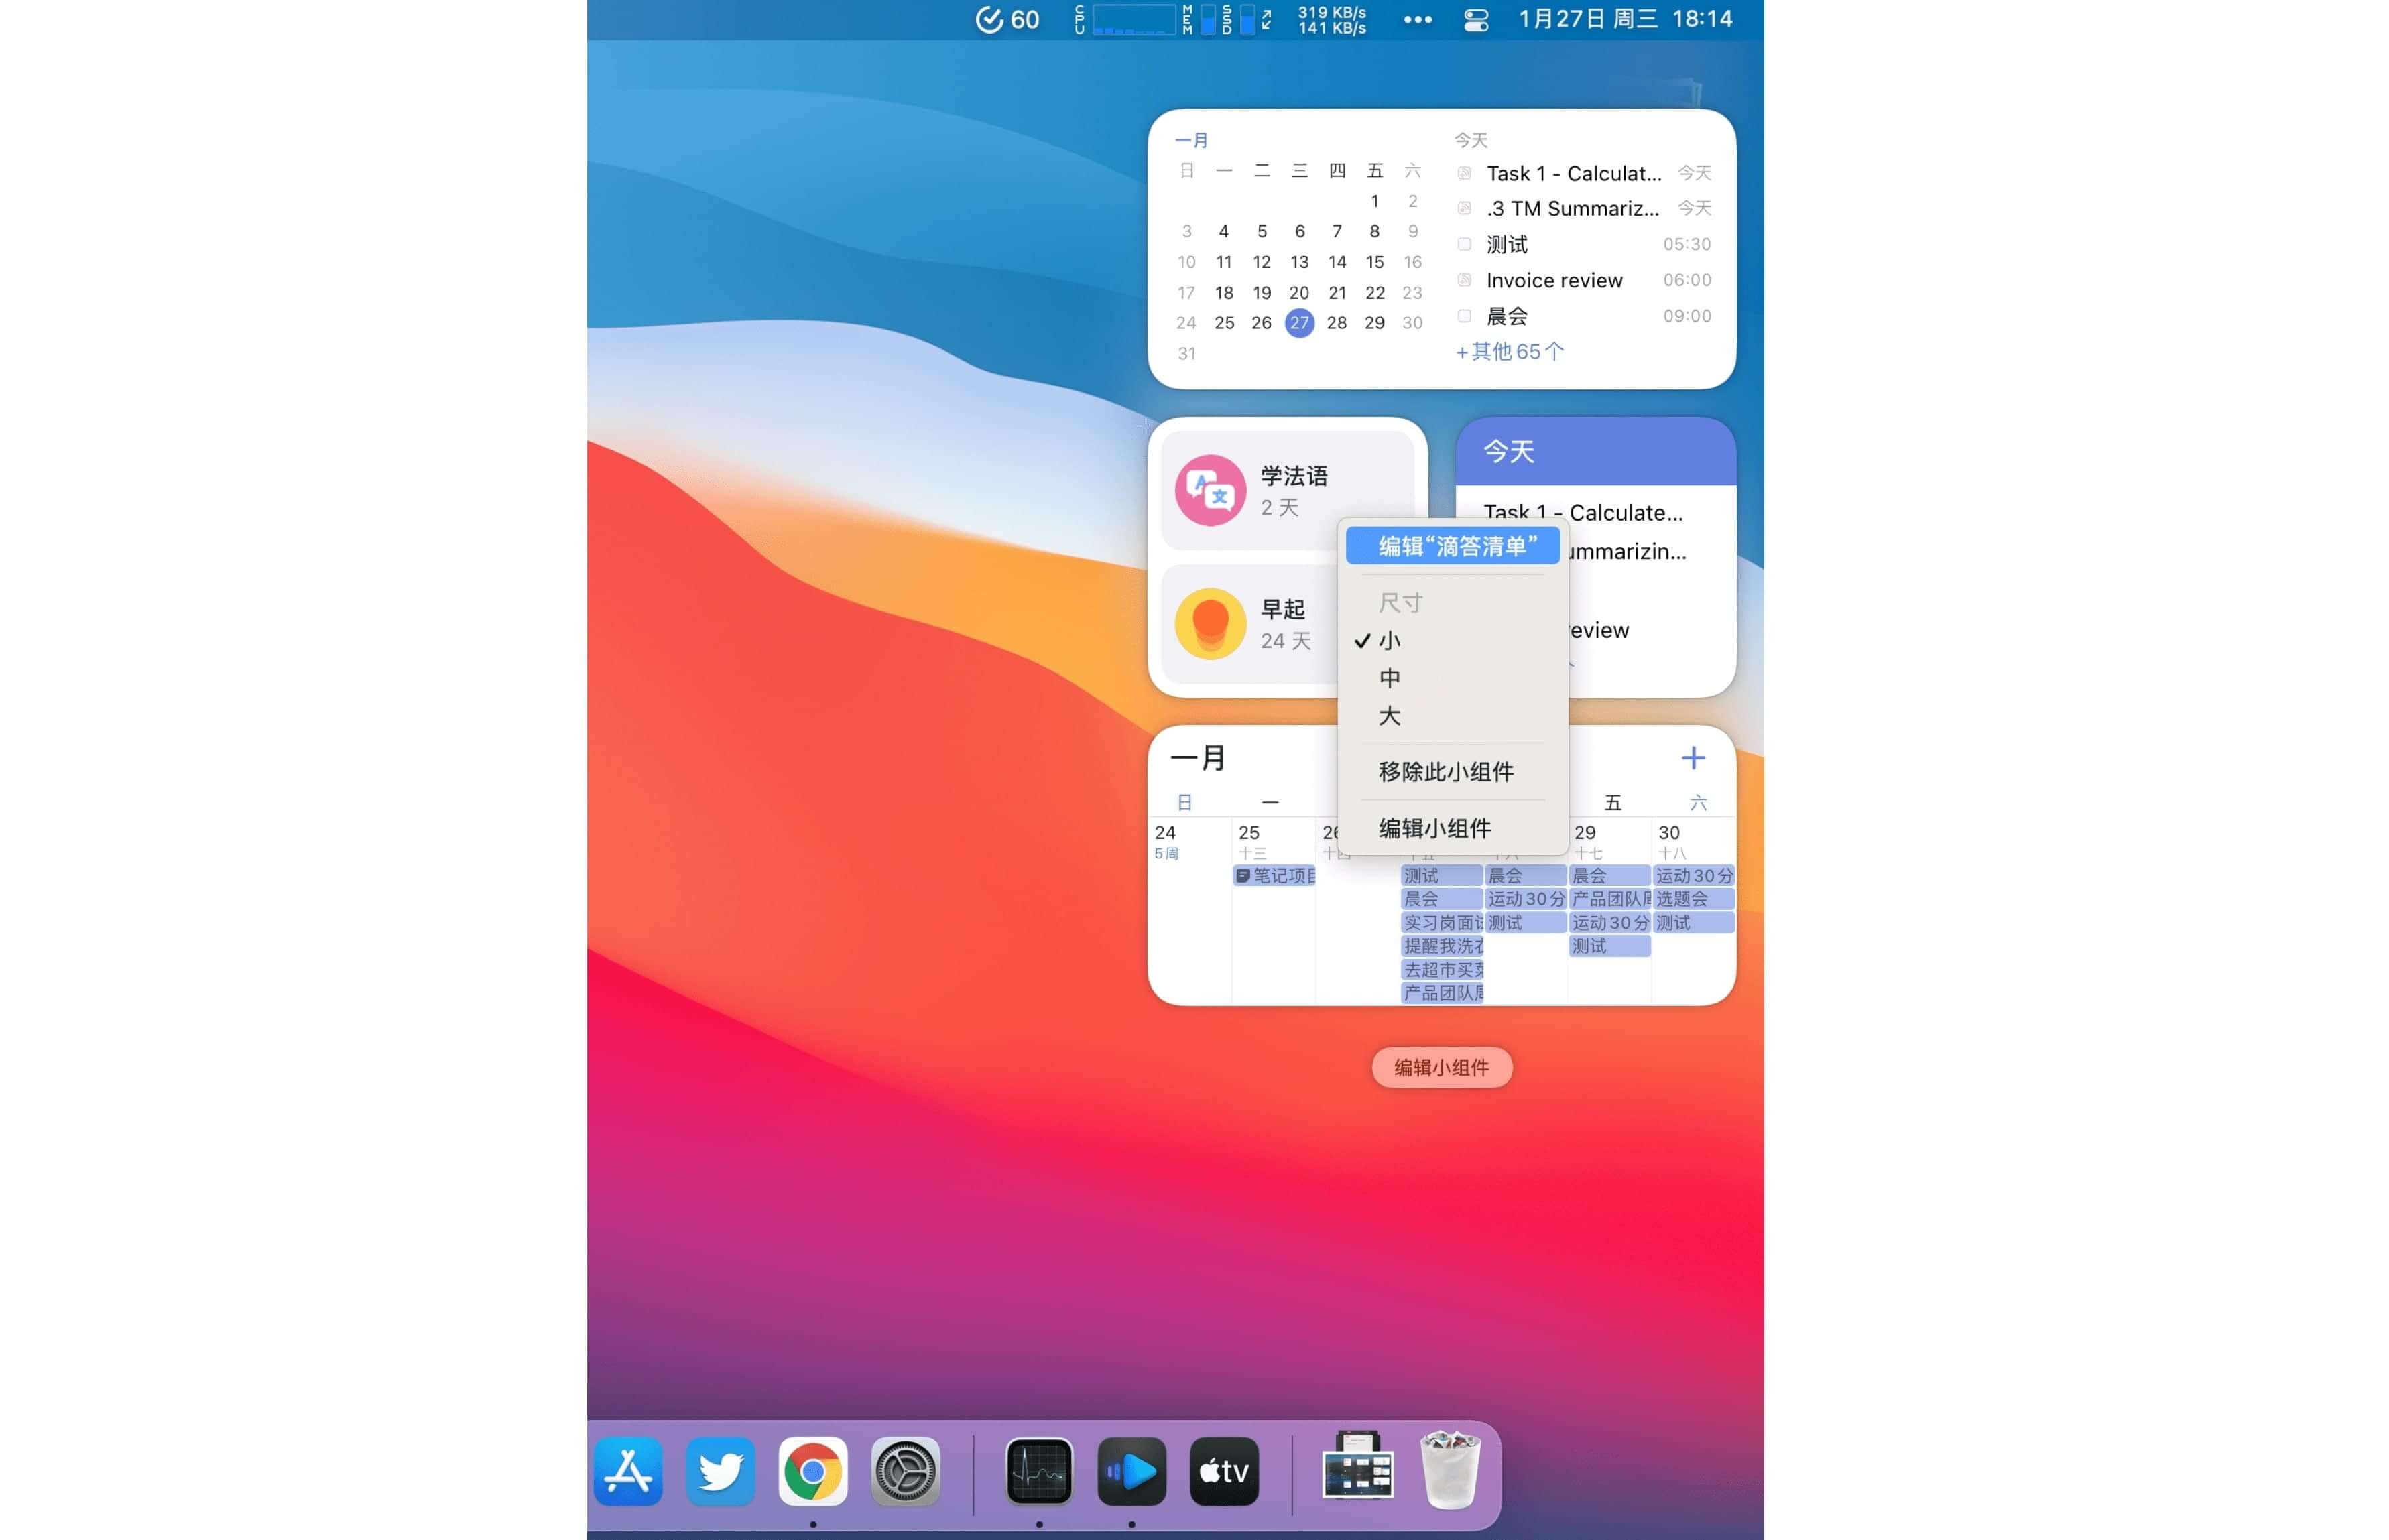 60
CPU
MEM
SSD
319 KB/s
141 KB/s
1月27日 周三 18:14
一月
日 一 二 三 四 五 六
1 2
3 4 5 6 7 8 9
10 11 12 13 14 15 16
17 18 19 20 21 22 23
24 25 26 27 28 29 30
31
今天
Task 1 - Calculat... 今天
.3 TM Summariz... 今天
测试 05:30
Invoice review 06:00
晨会 09:00
+其他65个
学法语
2 天
早起
24 天
今天
Task 1 - Calculate...
ummarizin...
eview
编辑“滴答清单”
尺寸
小
中
大
移除此小组件
编辑小组件
一月
日 一 五 六
24 25 26 29 30
5周 十三 十四 十五 十六 十七 十八
笔记项目 测试 晨会 晨会 运动30分
晨会 运动30分 产品团队周 选题会
实习岗面试 测试 运动30分 测试
提醒我洗衣 测试
去超市买菜
产品团队周
编辑小组件
tv